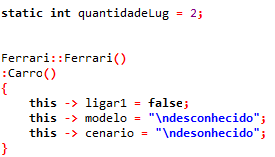 static int quantidadeLug = 2;
Ferrari::Ferrari()
:Carro()
{
this -> ligar1 = false;
this -> modelo = "\ndesconhecido";
this -> cenario = "\ndesonhecido";
}